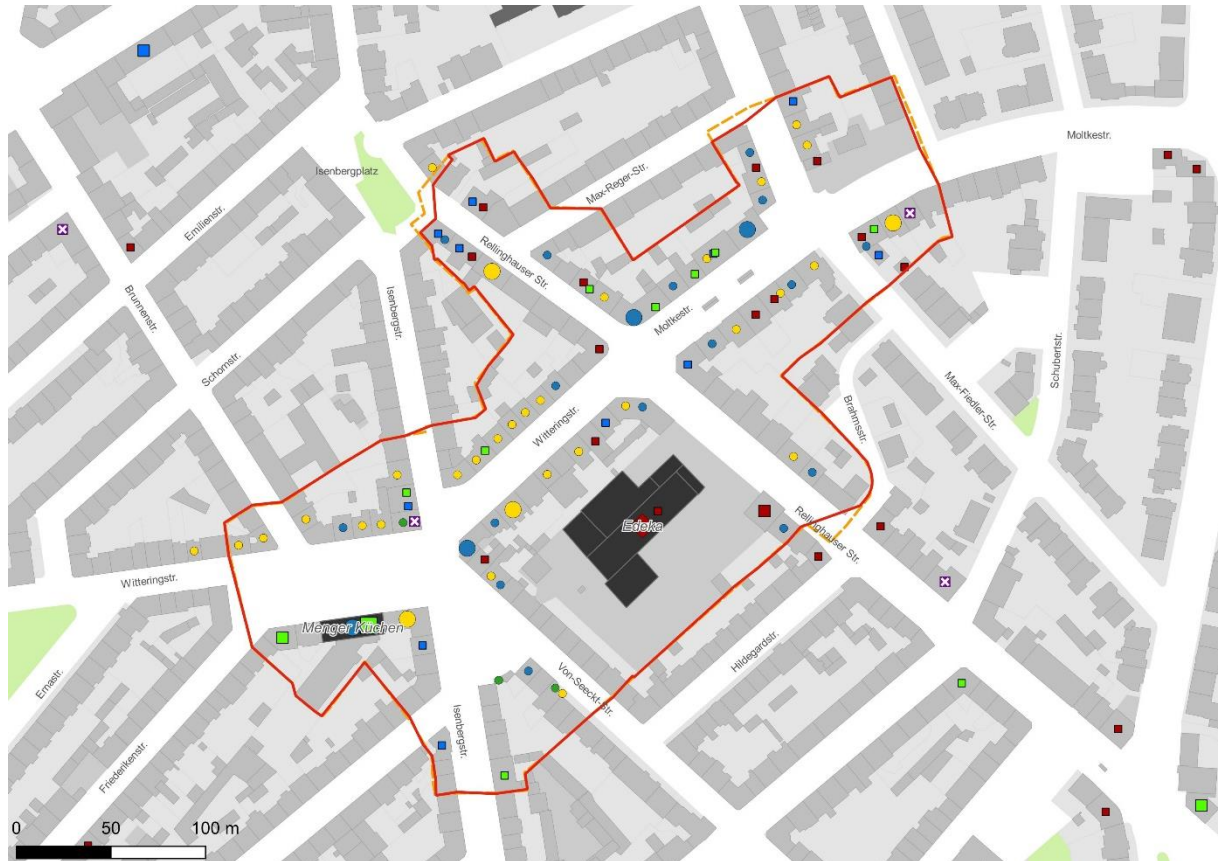 Moltkestr.
Isenbergplatz
Max-Reger-Str.
Emilienstr.
Rellinghauser Str.
Brunnenstr.
Isenbergstr.
Moltkestr.
Schornstr.
Schubertstr.
Max-Fiedler-Str.
Brahmsstr.
Witteringstr.
Edeka
Rellinghauser Str.
Witteringstr.
Menger Küchen
Hildegardstr.
Von-Seeckt-Str.
Ernastr.
Isenbergstr.
Friederikenstr.
0 50 100 m